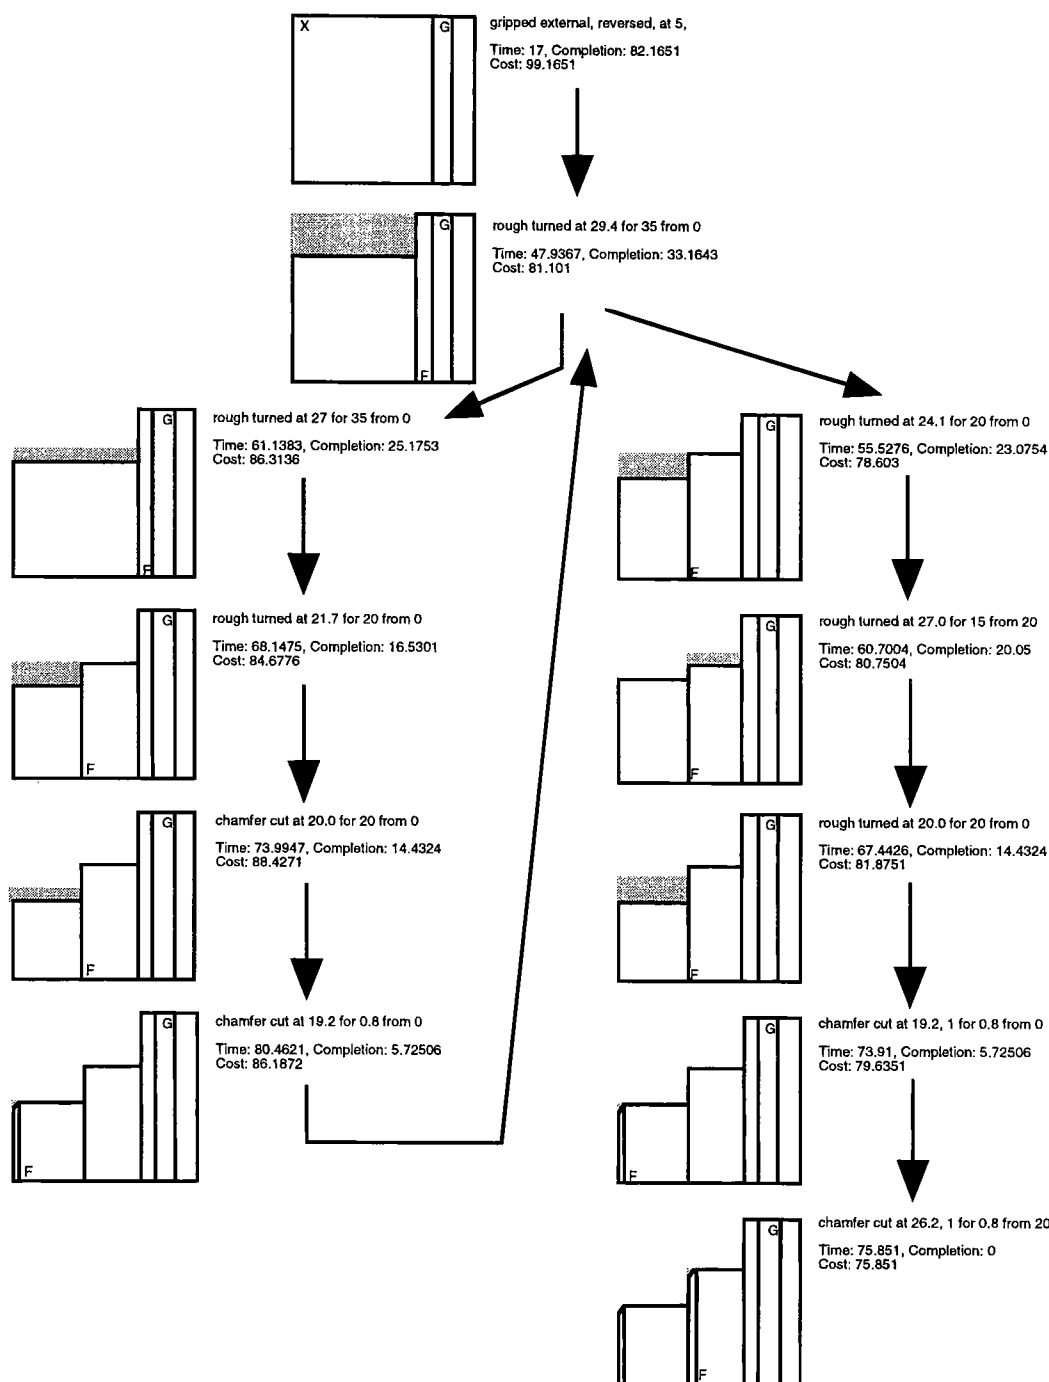 X
G
gripped external, reversed, at 5,
Time: 17, Completion: 82.1651
Cost: 99.1651
G
F
rough turned at 29.4 for 35 from 0
Time: 47.9367, Completion: 33.1643
Cost: 81.101
G
F
rough turned at 27 for 35 from 0
Time: 61.1383, Completion: 25.1753
Cost: 86.3136
G
F
rough turned at 21.7 for 20 from 0
Time: 68.1475, Completion: 16.5301
Cost: 84.6776
G
F
chamfer cut at 20.0 for 20 from 0
Time: 73.9947, Completion: 14.4324
Cost: 88.4271
G
F
chamfer cut at 19.2 for 0.8 from 0
Time: 80.4621, Completion: 5.72506
Cost: 86.1872
G
F
rough turned at 24.1 for 20 from 0
Time: 55.5276, Completion: 23.0754
Cost: 78.603
G
F
rough turned at 27.0 for 15 from 20
Time: 60.7004, Completion: 20.05
Cost: 80.7504
G
F
rough turned at 20.0 for 20 from 0
Time: 67.4426, Completion: 14.4324
Cost: 81.8751
G
F
chamfer cut at 19.2, 1 for 0.8 from 0
Time: 73.91, Completion: 5.72506
Cost: 79.6351
G
F
chamfer cut at 26.2, 1 for 0.8 from 20
Time: 75.851, Completion: 0
Cost: 75.851